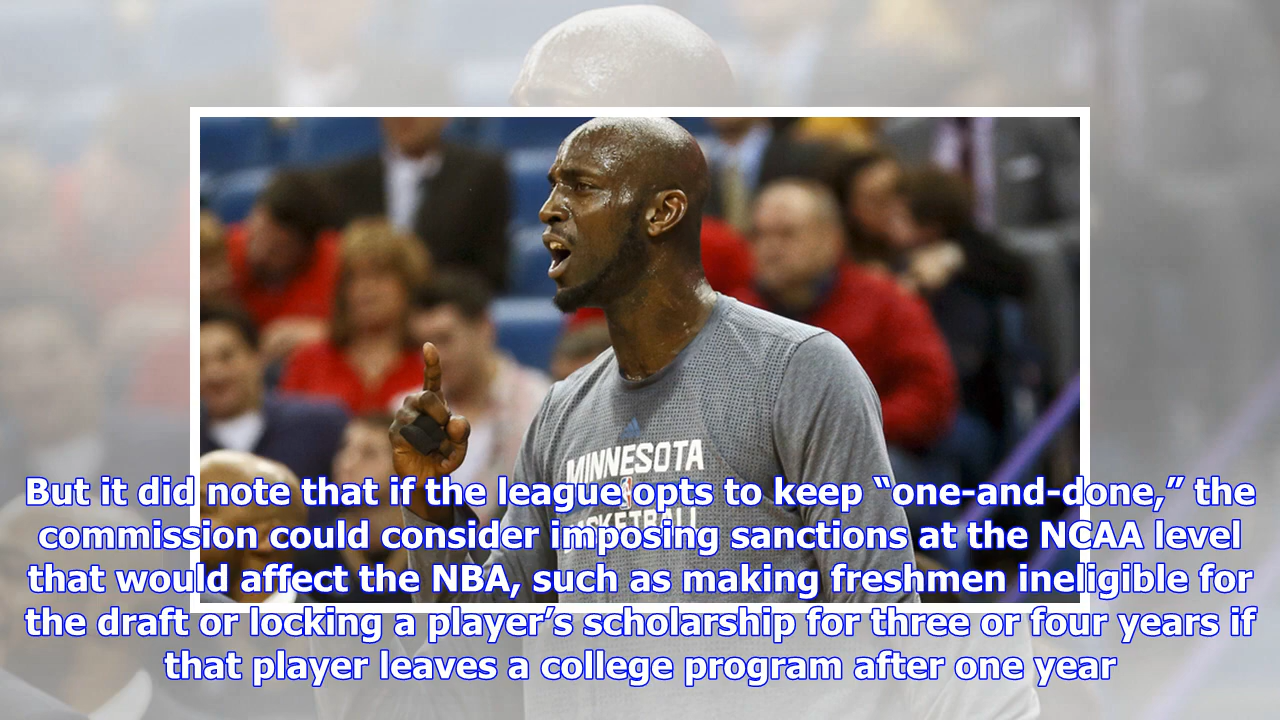 MINNESOTA
BASKETBALL
But it did note that if the league opts to keep “one-and-done,” the
commission could consider imposing sanctions at the NCAA level
that would affect the NBA, such as making freshmen ineligible for
the draft or locking a player’s scholarship for three or four years if
that player leaves a college program after one year